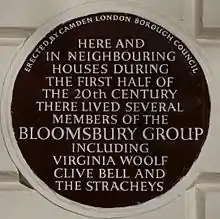 ERECTED BY CAMDEN LONDON BOROUGH COUNCIL
HERE AND
IN NEIGHBOURING
HOUSES DURING
THE FIRST HALF OF
THE 20th CENTURY
THERE LIVED SEVERAL
MEMBERS OF THE
BLOOMSBURY GROUP
INCLUDING
VIRGINIA WOOLF
CLIVE BELL AND
THE STRACHEYS